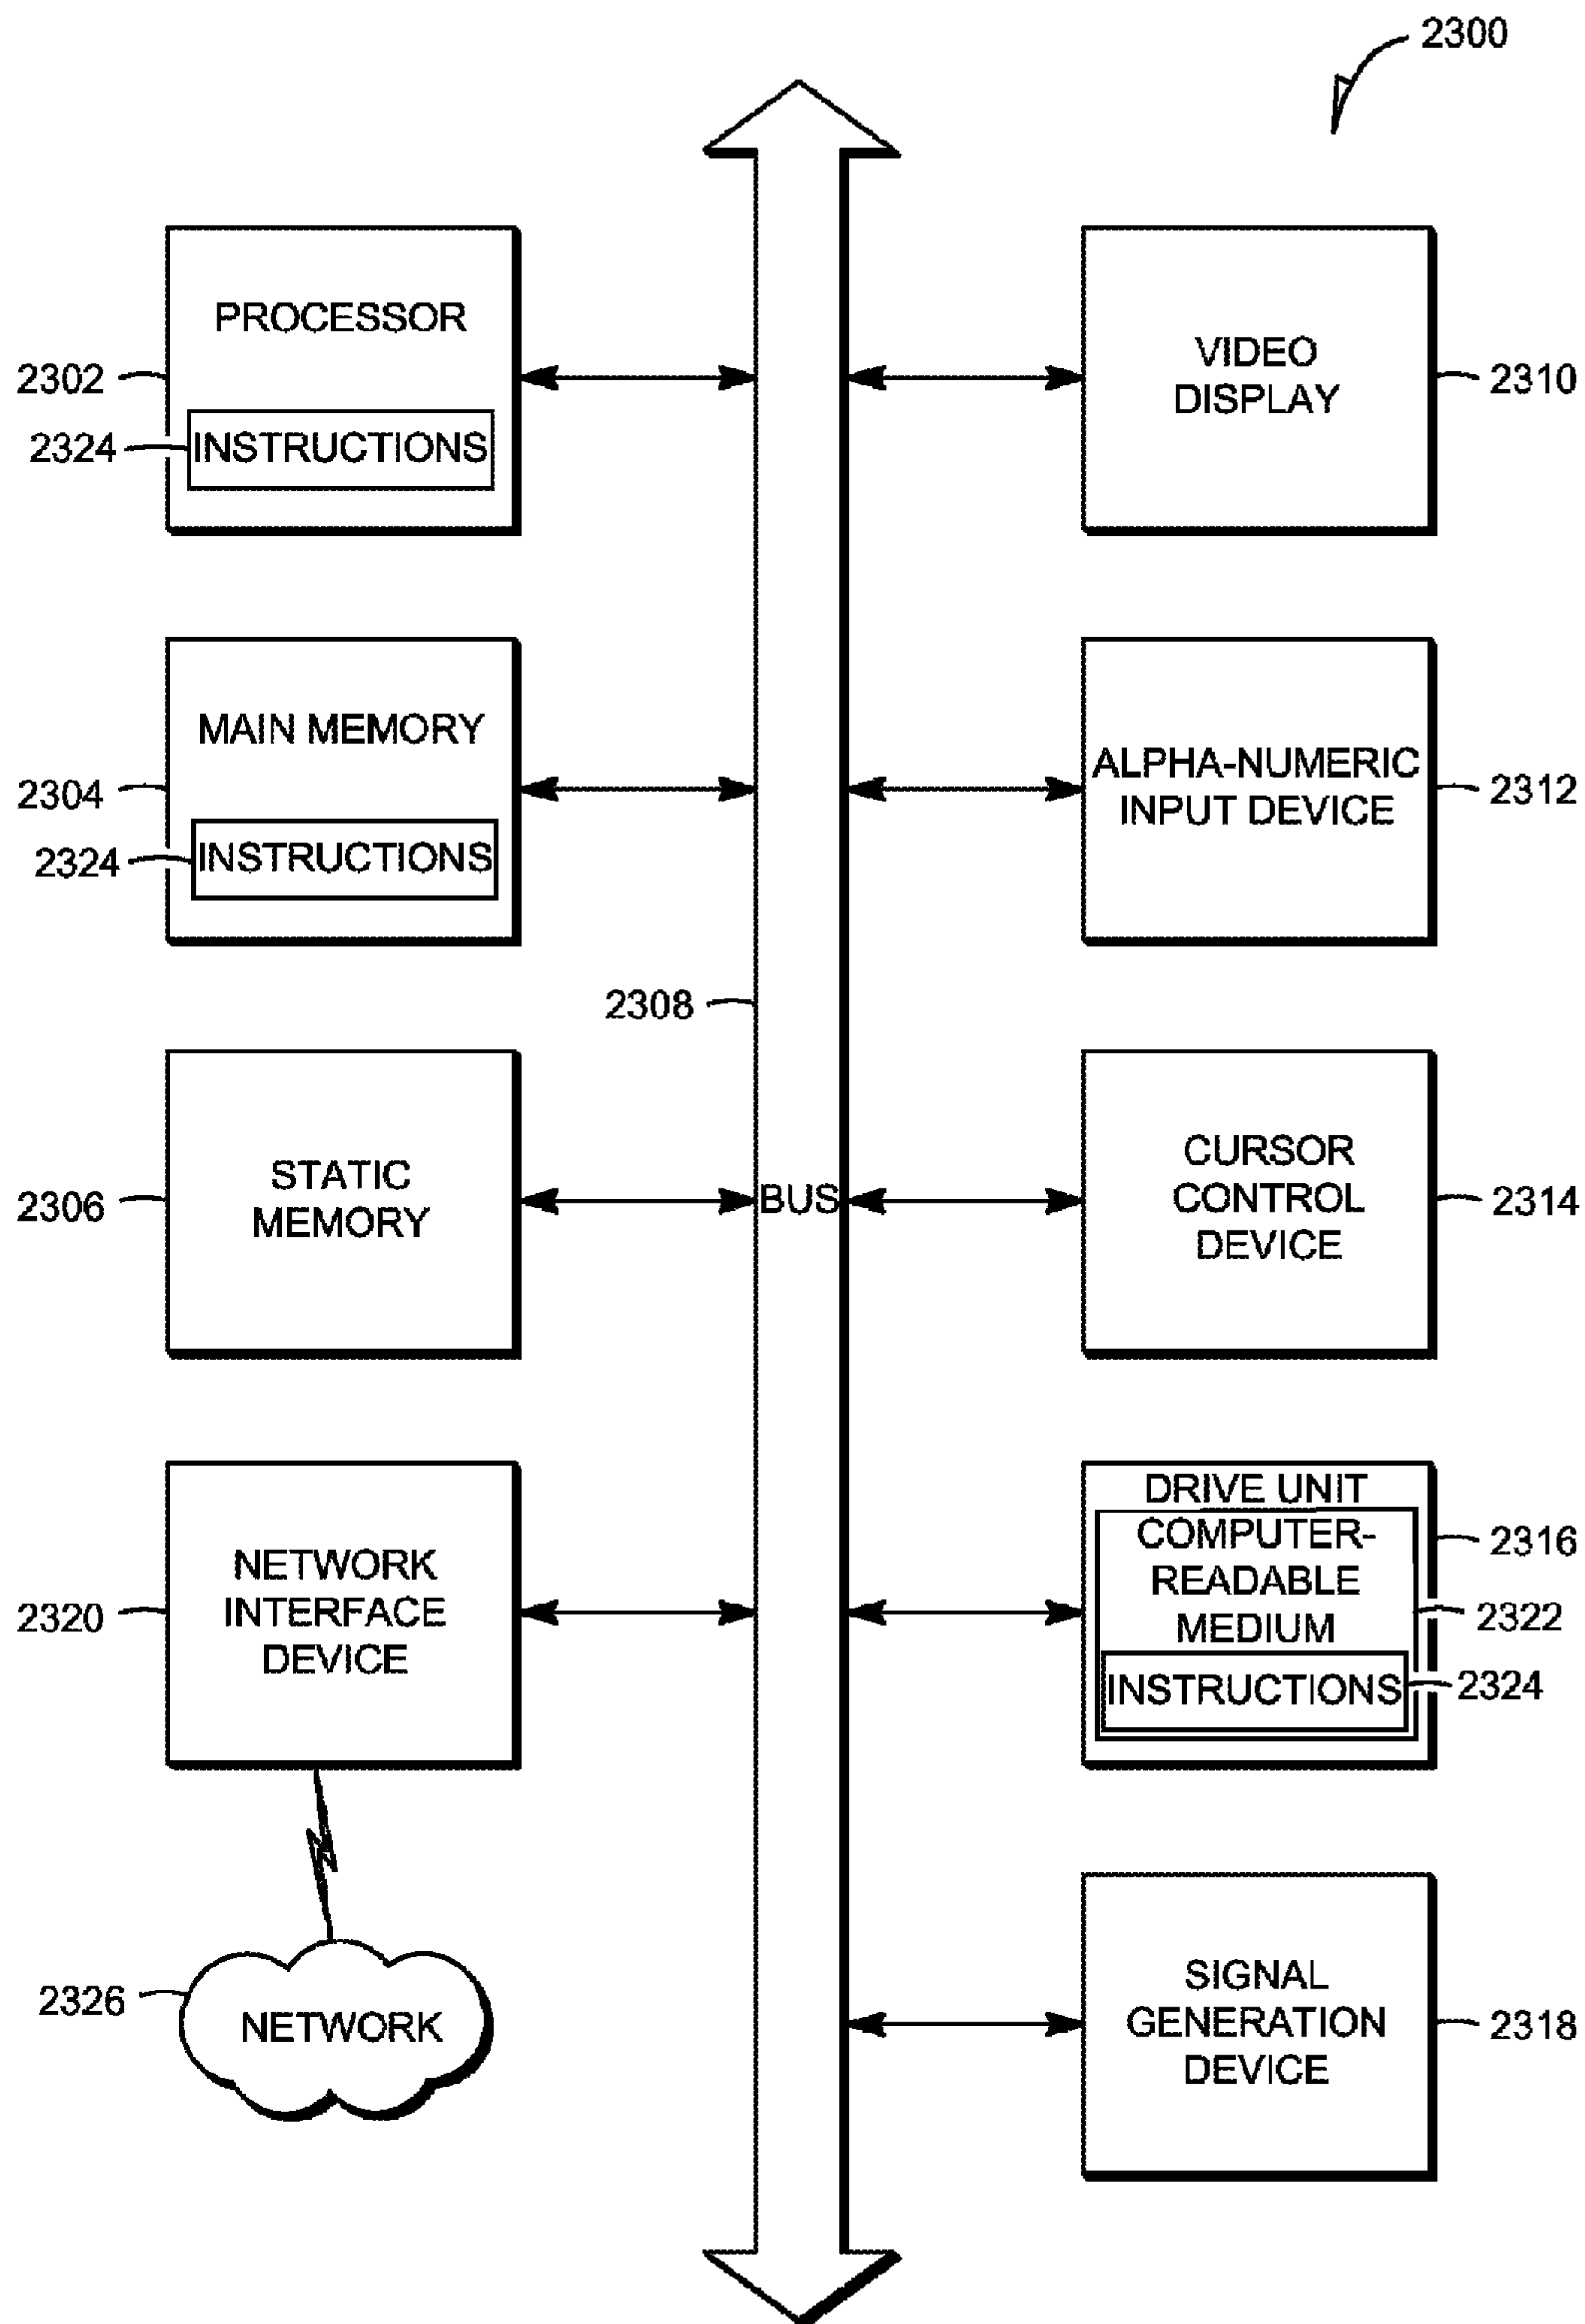 2300
PROCESSOR
2302
2324
INSTRUCTIONS
VIDEO
DISPLAY
2310
MAIN MEMORY
2304
2324
INSTRUCTIONS
ALPHA-NUMERIC
INPUT DEVICE
2312
2308
STATIC
MEMORY
2306
BUS
CURSOR
CONTROL
DEVICE
2314
NETWORK
INTERFACE
DEVICE
2320
DRIVE UNIT
2316
COMPUTER-
READABLE
MEDIUM
2322
INSTRUCTIONS
2324
2326
NETWORK
SIGNAL
GENERATION
DEVICE
2318